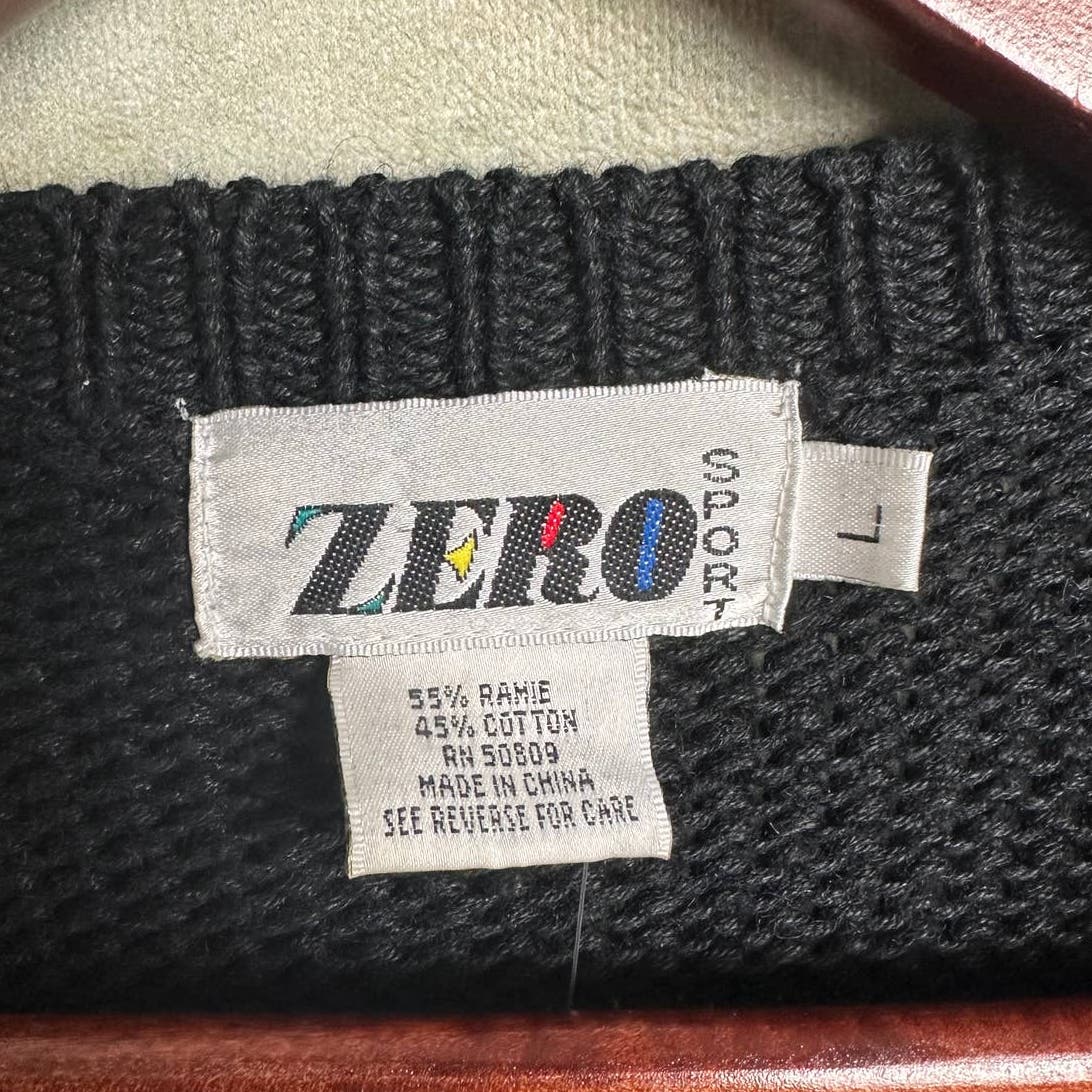 ZERO
SPORT
L
55% RAMIE
45% COTTON
RN 50809
MADE IN CHINA
SEE REVERSE FOR CARE